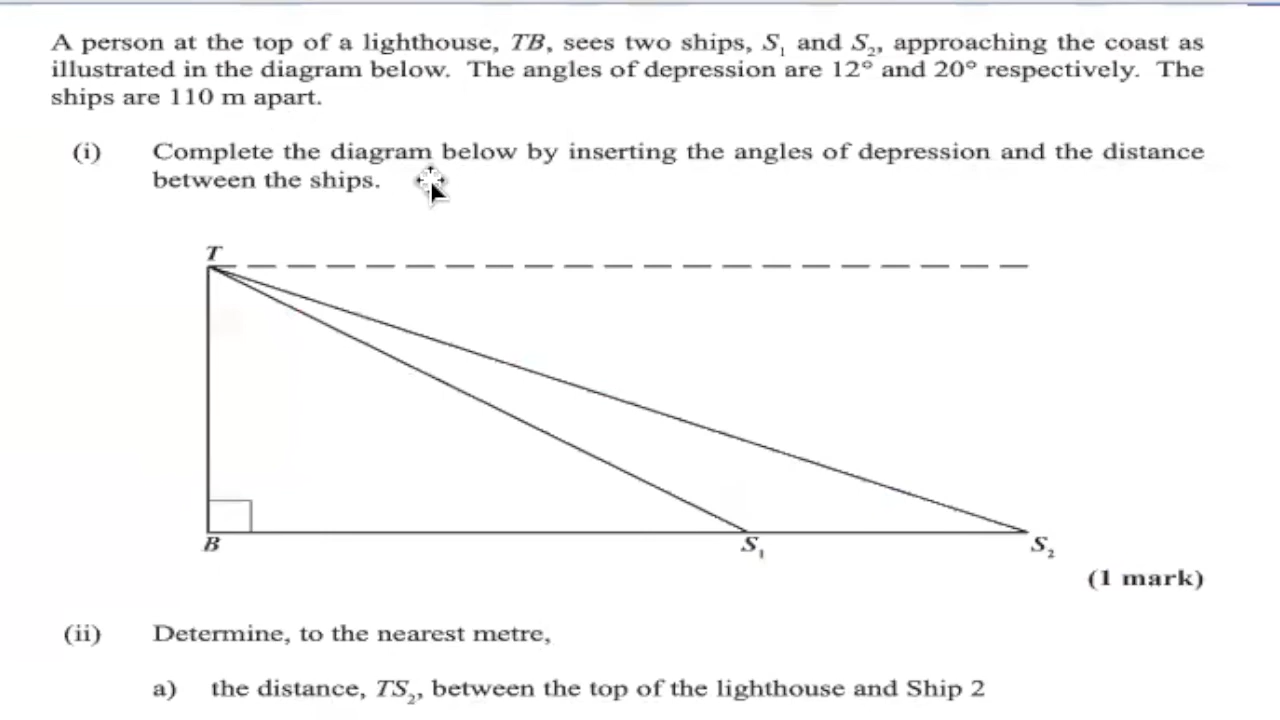 A person at the top of a lighthouse, TB, sees two ships, S₁ and S₂, approaching the coast as
illustrated in the diagram below. The angles of depression are 12° and 20° respectively. The
ships are 110 m apart.
(i) Complete the diagram below by inserting the angles of depression and the distance
between the ships.
T
B
S₁
S₂
(1 mark)
(ii) Determine, to the nearest metre,
a) the distance, TS₂, between the top of the lighthouse and Ship 2